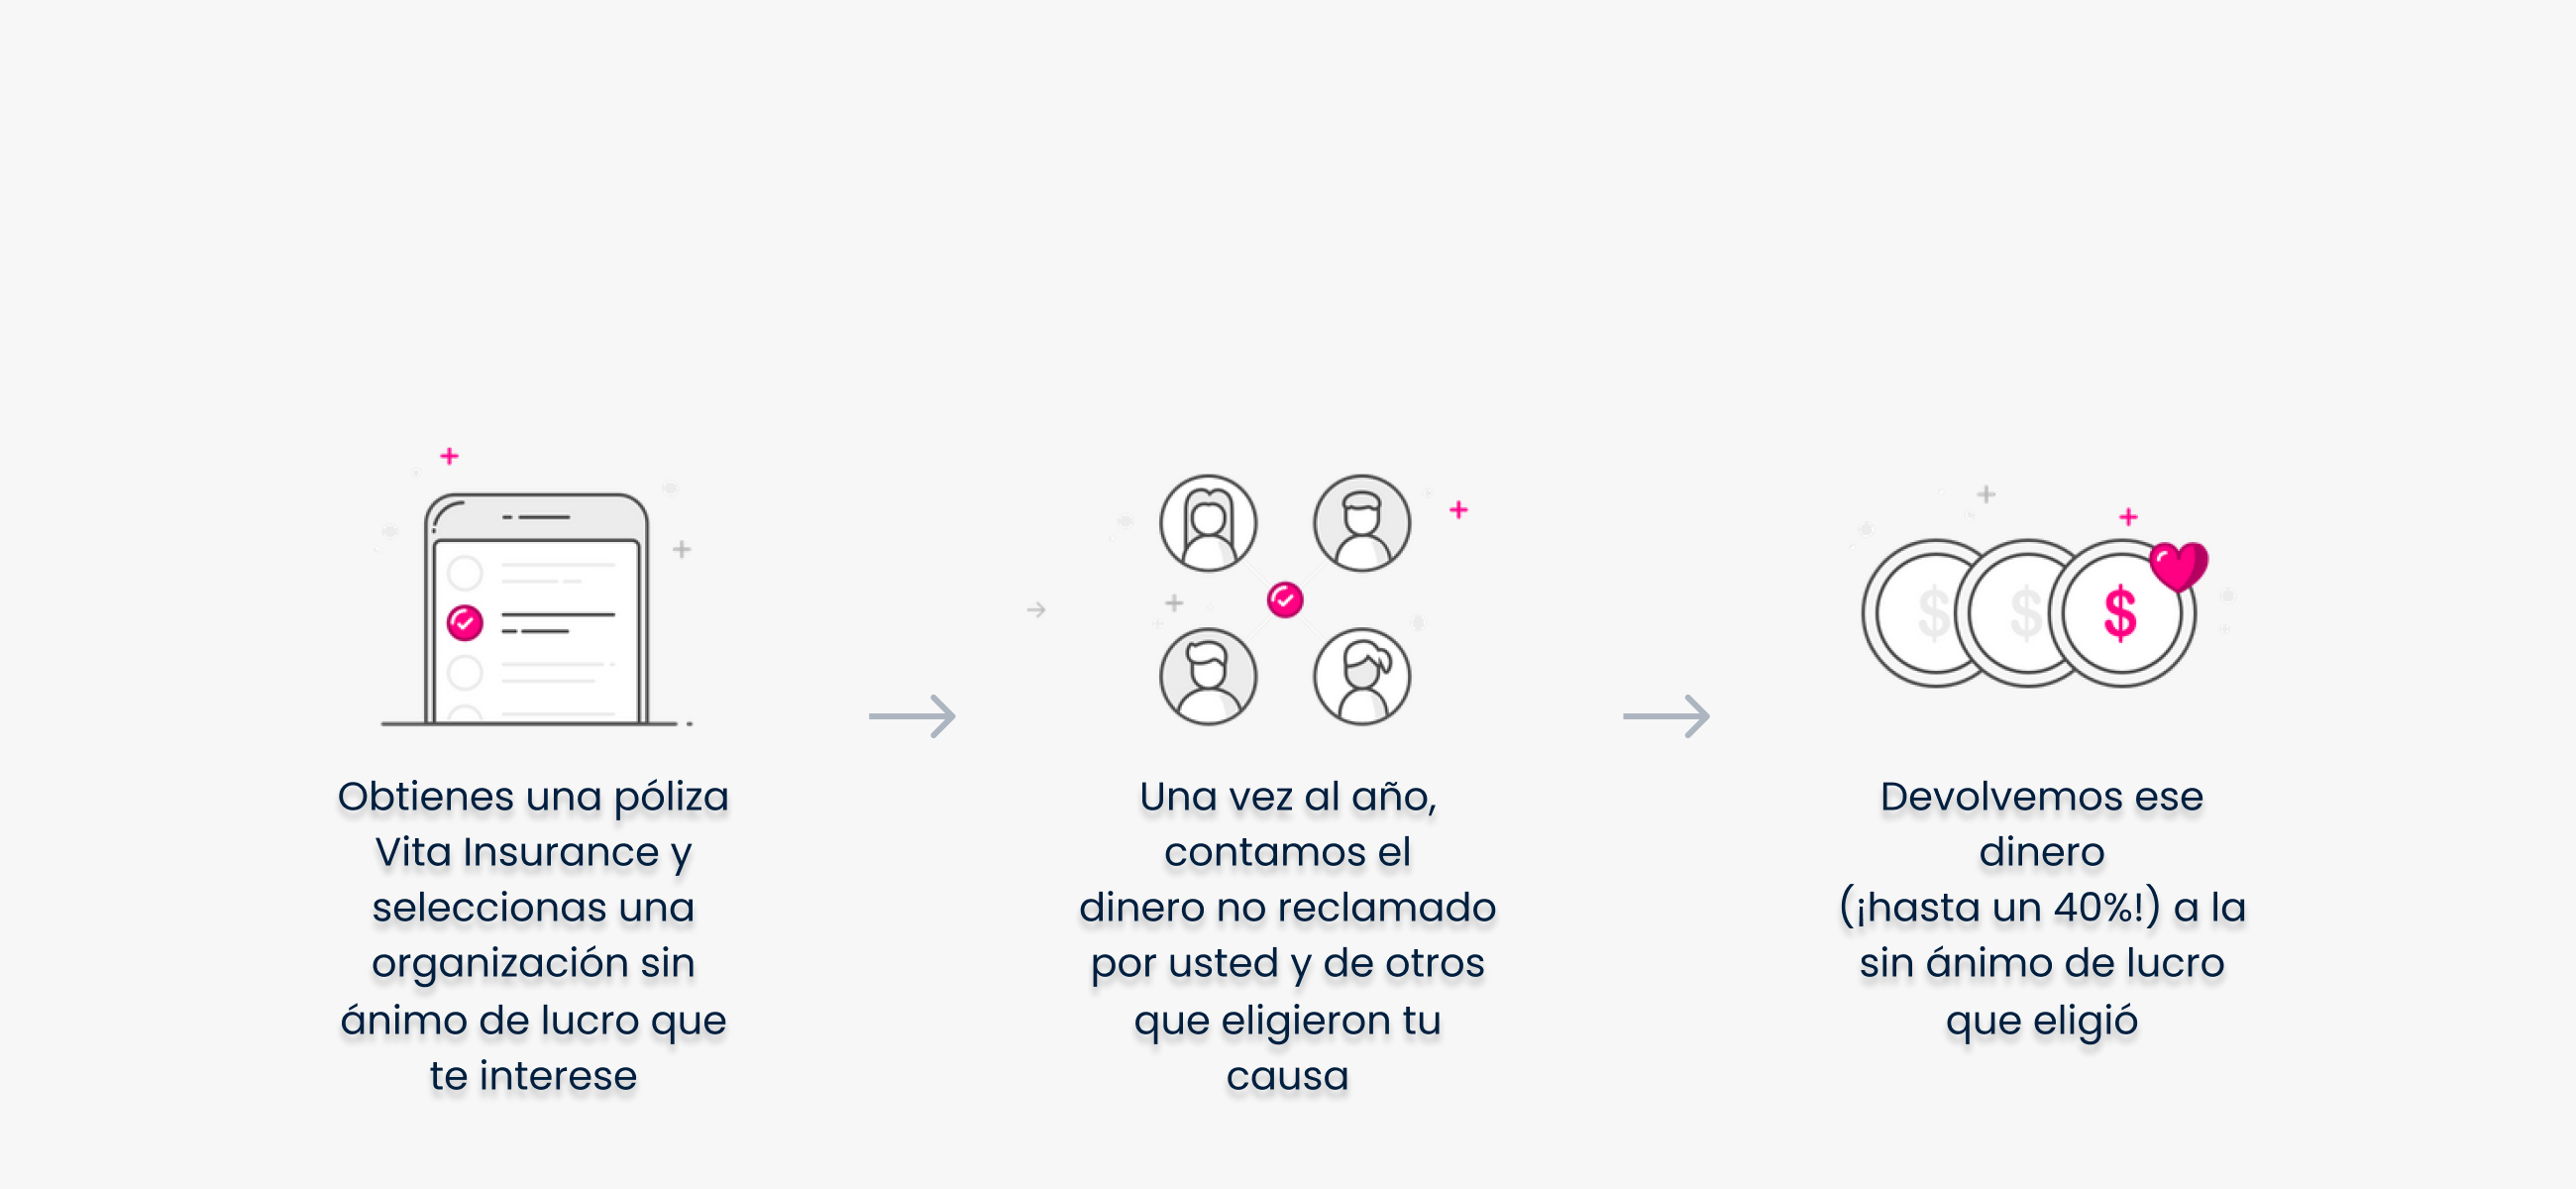 Obtienes una póliza
Vita Insurance y
seleccionas una
organización sin
ánimo de lucro que
te interese
Una vez al año,
contamos el
dinero no reclamado
por usted y de otros
que eligieron tu
causa
Devolvemos ese
dinero
(¡hasta un 40%!) a la
sin ánimo de lucro
que eligió